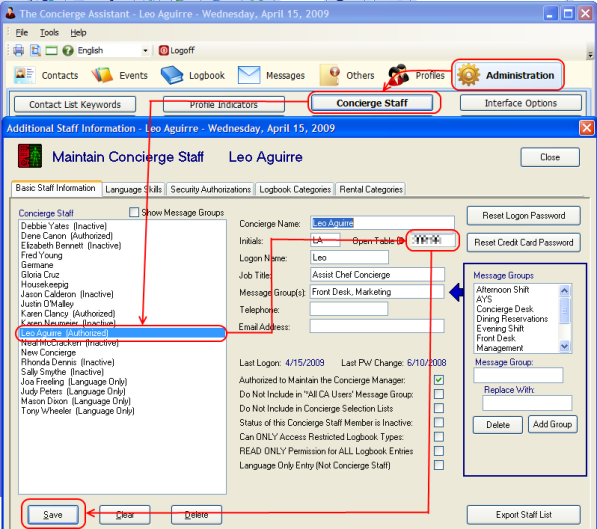 The Concierge Assistant - Leo Aguirre - Wednesday, April 15, 2009
File Tools Help
English Logoff
Contacts Events Logbook Messages Others Profiles Administration
Contact List Keywords Profile Indicators Concierge Staff Interface Options
Additional Staff Information - Leo Aguirre - Wednesday, April 15, 2009
Maintain Concierge Staff Leo Aguirre Close
Basic Staff Information Language Skills Security Authorizations Logbook Categories Rental Categories
Concierge Staff Show Message Groups
Debbie Yates (Inactive)
Dene Canon (Authorized)
Elizabeth Bennett (Inactive)
Fred Young
Germane
Gloria Cruz
Housekeepig
Jason Calderon (Inactive)
Justin O'Malley
Karen Clancy (Authorized)
Karen Neumeier (Inactive)
Leo Aguirre (Authorized)
Neal McCracken (Inactive)
New Concierge
Rhonda Dennis (Inactive)
Sally Smythe (Inactive)
Joa Freeling (Language Only)
Judy Peters (Language Only)
Mason Dixon (Language Only)
Tony Wheeler (Language Only)
Concierge Name: Leo Aguirre
Initials: LA Open Table
Logon Name: Leo
Job Title: Assist Chef Concierge
Message Group(s): Front Desk, Marketing
Telephone:
Email Address:
Last Logon: 4/15/2009 Last PW Change: 6/10/2008
Authorized to Maintain the Concierge Manager:
Do Not Include in "All CA Users' Message Group:
Do Not Include in Concierge Selection Lists
Status of this Concierge Staff Member is Inactive:
Can ONLY Access Restricted Logbook Types:
READ ONLY Permission for ALL Logbook Entries
Language Only Entry (Not Concierge Staff)
Reset Logon Password
Reset Credit Card Password
Message Groups
Afternoon Shift
AYS
Concierge Desk
Dining Reservations
Evening Shift
Front Desk
Management
Message Group:
Replace With:
Delete Add Group
Save Clear Delete Export Staff List